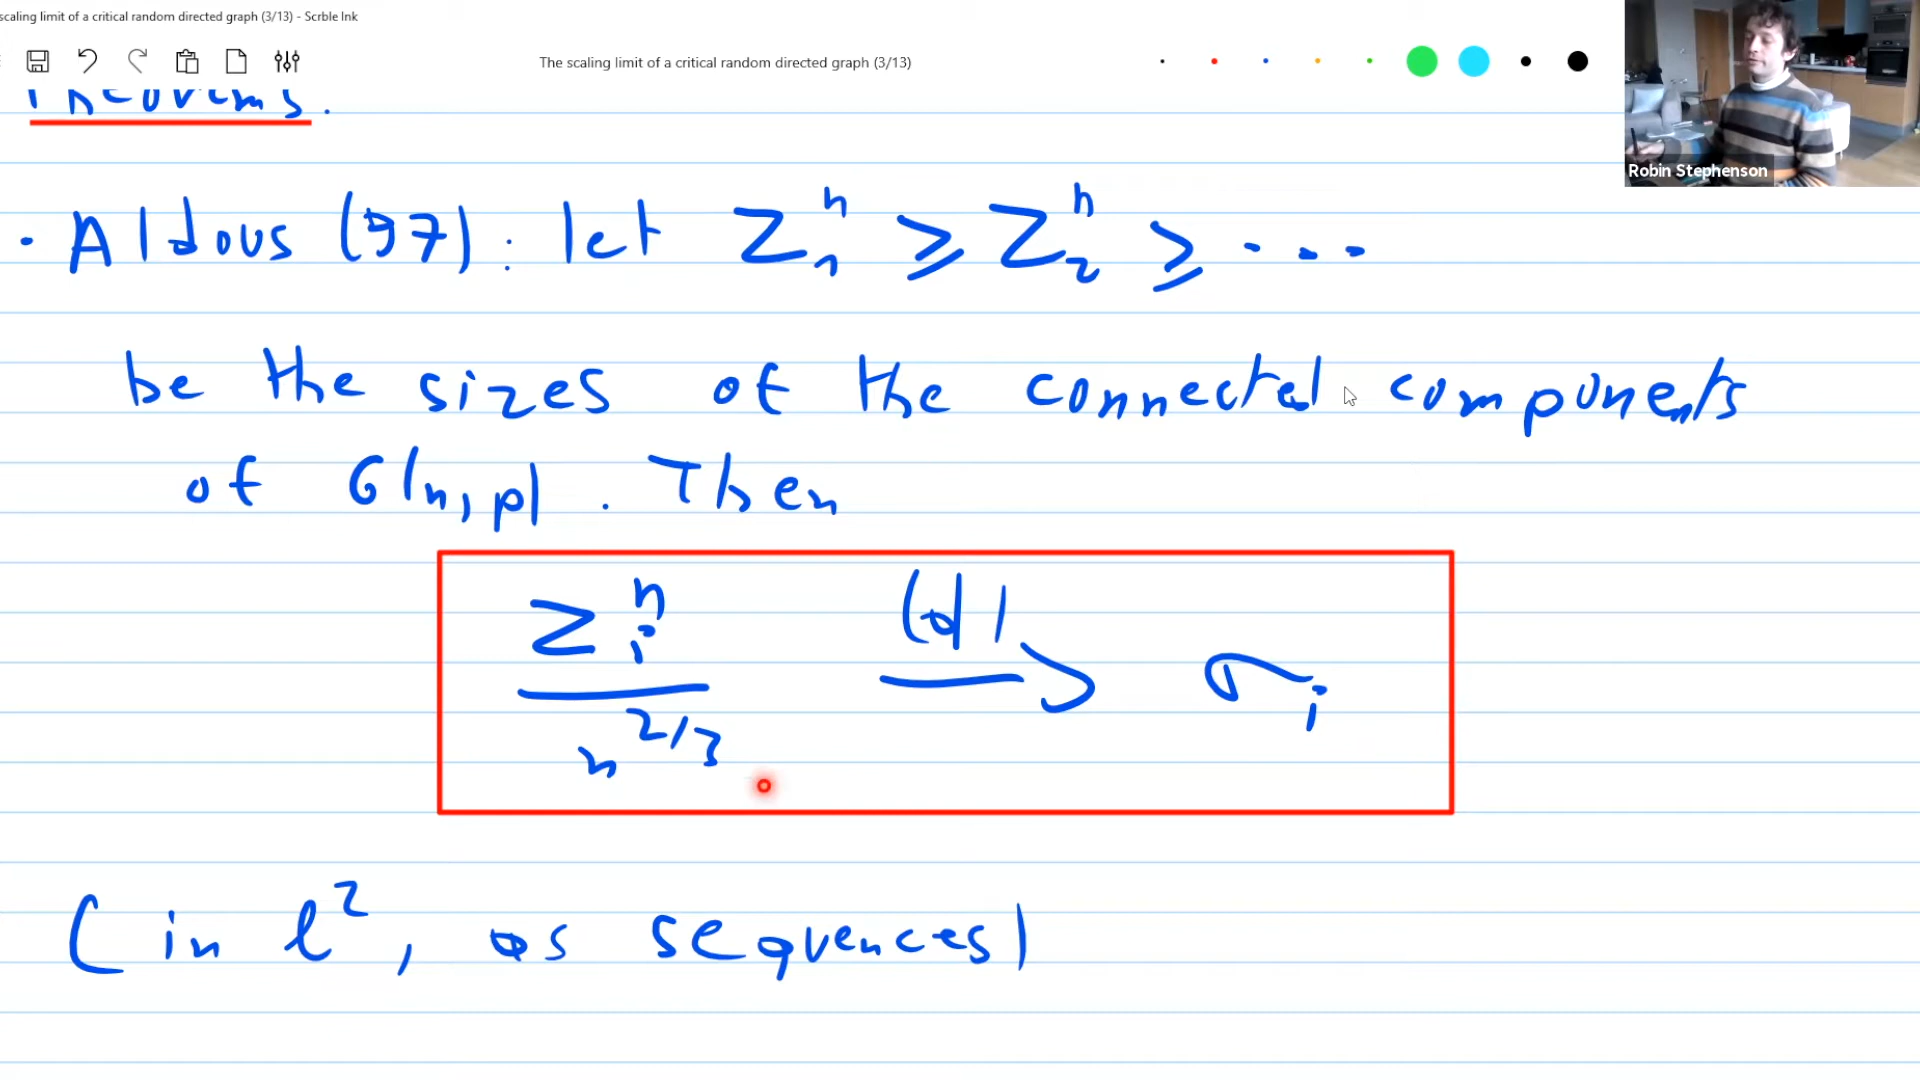 scaling limit of a critical random directed graph (3/13) - Scrble Ink
The scaling limit of a critical random directed graph (3/13)
Robin Stephenson
Theorems.
· Aldous (97): let Z₁ⁿ ≥ Z₂ⁿ ≥ ...
be the sizes of the connected components
of G(n,p). Then
Zᵢⁿ / n^{2/3} (d)→ σᵢ
(in ℓ², as sequences)